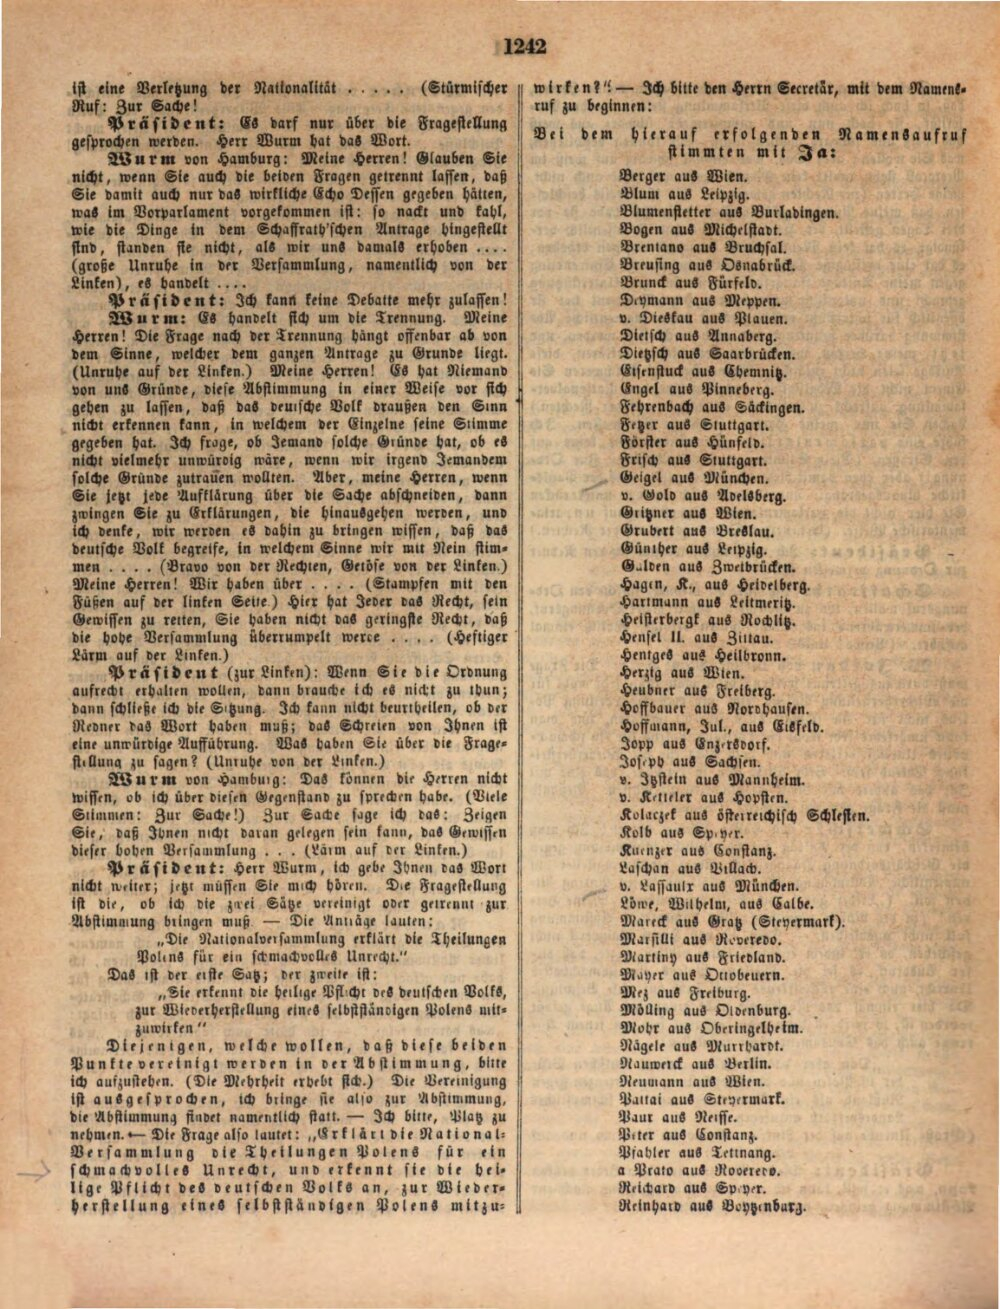 1242
ist eine Verletzung der Nationalität . . . . . (Stürmischer
Ruf: Zur Sache!
Präsident: Es darf nur über die Fragestellung
gesprochen werden. Herr Wurm hat das Wort.
Wurm von Hamburg: Meine Herren! Glauben Sie
nicht, wenn Sie auch die beiden Fragen getrennt lassen, daß
Sie damit auch nur das wirkliche Echo Dessen gegeben hätten,
was im Vorparlament vorgekommen ist: so nackt und kahl,
wie die Dinge in dem Schaffrath'schen Antrage hingestellt
sind, standen sie nicht, als wir uns damals erhoben ....
(große Unruhe in der Versammlung, namentlich von der
Linken), es handelt ....
Präsident: Ich kann keine Debatte mehr zulassen!
Wurm: Es handelt sich um die Trennung. Meine
Herren! Die Frage nach der Trennung hängt offenbar ab von
dem Sinne, welcher dem ganzen Antrage zu Grunde liegt.
(Unruhe auf der Linken.) Meine Herren! Es hat Niemand
von uns Gründe, diese Abstimmung in einer Weise vor sich
gehen zu lassen, daß das deutsche Volk draußen den Sinn
nicht erkennen kann, in welchem der Einzelne seine Stimme
gegeben hat. Ich frage, ob Jemand solche Gründe hat, ob es
nicht vielmehr unwürdig wäre, wenn wir irgend Jemandem
solche Gründe zutrauen wollten. Aber, meine Herren, wenn
Sie jetzt jede Aufklärung über die Sache abschneiden, dann
zwingen Sie zu Erklärungen, die hinausgehen werden, und
ich denke, wir werden es dahin zu bringen wissen, daß das
deutsche Volk begreife, in welchem Sinne wir mit Nein stim-
men . . . . (Bravo von der Rechten, Getöse von der Linken.)
Meine Herren! Wir haben über . . . . (Stampfen mit den
Füßen auf der linken Seite.) Hier hat Jeder das Recht, sein
Gewissen zu retten, Sie haben nicht das geringste Recht, daß
die hohe Versammlung überrumpelt werde . . . . (Heftiger
Lärm auf der Linken.)
Präsident (zur Linken): Wenn Sie die Ordnung
aufrecht erhalten wollen, dann brauche ich es nicht zu thun;
dann schließe ich die Sitzung. Ich kann nicht beurtheilen, ob der
Redner das Wort haben muß; das Schreien von Ihnen ist
eine unwürdige Aufführung. Was haben Sie über die Frage-
stellung zu sagen? (Unruhe von der Linken.)
Wurm von Hamburg: Das können die Herren nicht
wissen, ob ich über diesen Gegenstand zu sprechen habe. (Viele
Stimmen: Zur Sache!) Zur Sache sage ich das: Zeigen
Sie, daß Ihnen nicht daran gelegen sein kann, das Gewissen
dieser hohen Versammlung . . . (Lärm auf der Linken.)
Präsident: Herr Wurm, ich gebe Ihnen das Wort
nicht weiter; jetzt müssen Sie mich hören. Die Fragestellung
ist die, ob ich die zwei Sätze vereinigt oder getrennt zur
Abstimmung bringen muß. — Die Anträge lauten:
„Die Nationalversammlung erklärt die Theilungen
Polens für ein schmachvolles Unrecht."
Das ist der erste Satz; der zweite ist:
„Sie erkennt die heilige Pflicht des deutschen Volks,
zur Wiederherstellung eines selbstständigen Polens mit-
zuwirken"
Diejenigen, welche wollen, daß diese beiden
Punkte vereinigt werden in der Abstimmung, bitte
ich aufzustehen. (Die Mehrheit erhebt sich.) Die Vereinigung
ist ausgesprochen, ich bringe sie also zur Abstimmung,
die Abstimmung findet namentlich statt. — Ich bitte, Platz zu
nehmen. — Die Frage also lautet: „Erklärt die National-
Versammlung die Theilungen Polens für ein
schmachvolles Unrecht, und erkennt sie die hei-
lige Pflicht des deutschen Volks an, zur Wieder-
herstellung eines selbstständigen Polens mitzu-
wirken?" — Ich bitte den Herrn Secretär, mit dem Namens-
ruf zu beginnen:
Bei dem hierauf erfolgenden Namensaufruf
stimmten mit Ja:
Berger aus Wien.
Blum aus Leipzig.
Blumenstetter aus Burladingen.
Bogen aus Michelstadt.
Brentano aus Bruchsal.
Breusing aus Osnabrück.
Brunck aus Fürfeld.
Deymann aus Meppen.
v. Dieskau aus Plauen.
Dietsch aus Annaberg.
Dietzsch aus Saarbrücken.
Eisenstuck aus Chemnitz.
Engel aus Pinneberg.
Fehrenbach aus Säckingen.
Fetzer aus Stuttgart.
Förster aus Hünfeld.
Frisch aus Stuttgart.
Geigel aus München.
v. Gold aus Adelsberg.
Gritzner aus Wien.
Grubert aus Breslau.
Günther aus Leipzig.
Gulden aus Zweibrücken.
Hagen, K., aus Heidelberg.
Hartmann aus Leitmeritz.
Heisterbergk aus Rochlitz.
Hensel II. aus Zittau.
Hentges aus Heilbronn.
Herzig aus Wien.
Heubner aus Freiberg.
Hoffbauer aus Nordhausen.
Hoffmann, Jul., aus Eisfeld.
Jopp aus Enzersdorf.
Joseph aus Sachsen.
v. Itzstein aus Mannheim.
v. Ketteler aus Hopsten.
Kolaczek aus österreichisch Schlesien.
Kolb aus Speyer.
Kuenzer aus Constanz.
Laschan aus Villach.
v. Lassaulx aus München.
Löwe, Wilhelm, aus Calbe.
Mareck aus Gratz (Steyermark).
Marsilli aus Roveredo.
Martiny aus Friedland.
Mayer aus Ottobeuern.
Mez aus Freiburg.
Mölling aus Oldenburg.
Mohr aus Oberingelheim.
Nägele aus Murrhardt.
Nauwerck aus Berlin.
Neumann aus Wien.
Pattai aus Steyermark.
Paur aus Neisse.
Peter aus Constanz.
Pfahler aus Tettnang.
a Prato aus Roveredo.
Reichard aus Speyer.
Reinhard aus Boytzenburg.